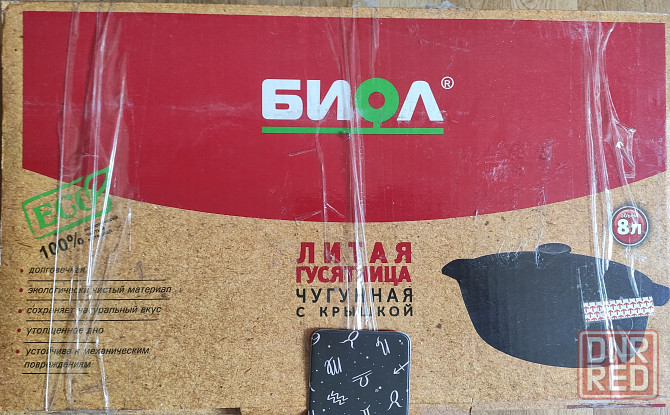 БИОЛ®
ECO
100%
долговечная
экологически чистый материал
сохраняет натуральный вкус
утолщенное дно
устойчива к механическим
повреждениям
ЛИТАЯ
ГУСЯТНИЦА
ЧУГУННАЯ
С КРЫШКОЙ
объем
8л
DNR
RED